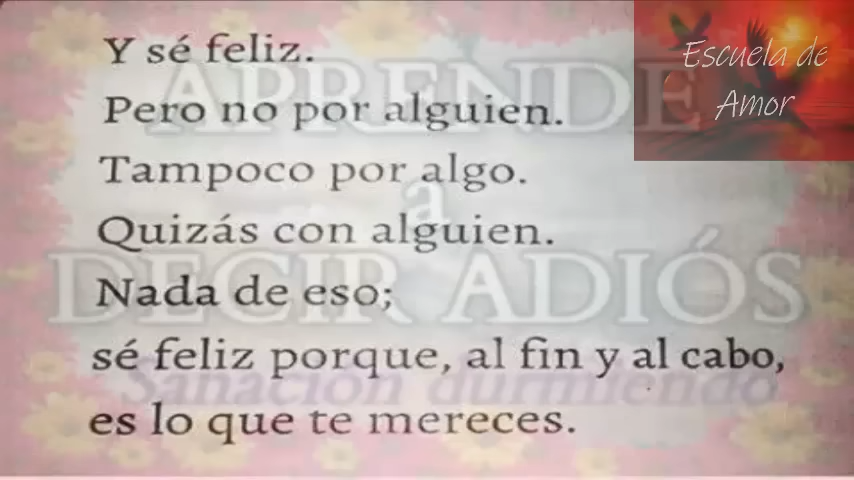 Y sé feliz.
Pero no por alguien.
Tampoco por algo.
Quizás con alguien.
Nada de eso;
sé feliz porque, al fin y al cabo,
es lo que te mereces.
APRENDE
a
DECIR ADIÓS
Sanación durmiendo
Escuela de
Amor